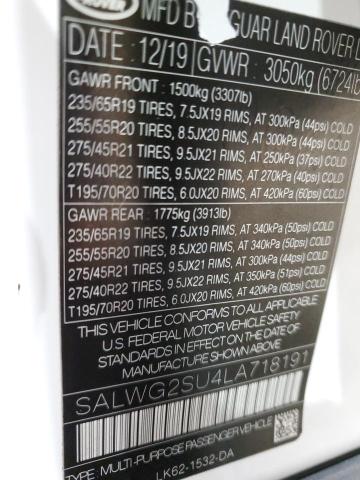 ROVER
MFD BY JAGUAR LAND ROVER
DATE: 12/19 GVWR: 3050kg (6724lb
GAWR FRONT: 1500kg (3307lb)
235/65R19 TIRES, 7.5JX19 RIMS, AT 300kPa (44psi) COLD
255/55R20 TIRES, 8.5JX20 RIMS, AT 300kPa (44psi) COLD
275/45R21 TIRES, 9.5JX21 RIMS, AT 250kPa (37psi) COLD
275/40R22 TIRES, 9.5JX22 RIMS, AT 270kPa (40psi) COLD
T195/70R20 TIRES, 6.0JX20 RIMS, AT 420kPa (60psi) COLD
GAWR REAR: 1775kg (3913lb)
235/65R19 TIRES, 7.5JX19 RIMS, AT 340kPa (50psi) COLD
255/55R20 TIRES, 8.5JX20 RIMS, AT 340kPa (50psi) COLD
275/45R21 TIRES, 9.5JX21 RIMS, AT 300kPa (44psi) COLD
275/40R22 TIRES, 9.5JX22 RIMS, AT 350kPa (51psi) COLD
T195/70R20 TIRES, 6.0JX20 RIMS, AT 420kPa (60psi) COLD
THIS VEHICLE CONFORMS TO ALL APPLICABLE
U.S. FEDERAL MOTOR VEHICLE SAFETY STANDARDS
IN EFFECT ON THE DATE OF
MANUFACTURE SHOWN ABOVE
SALWG2SU4LA718191
TYPE: MULTI-PURPOSE PASSENGER VEHICLE
LK62-1532-DA